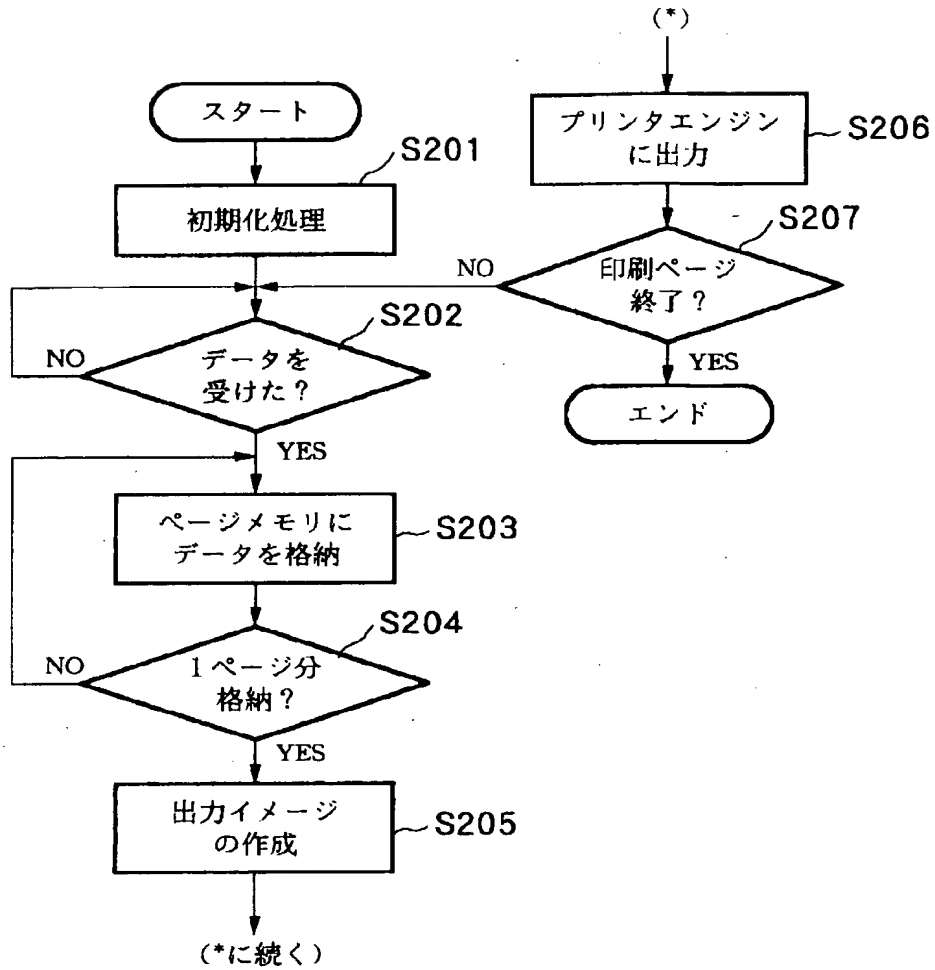 スタート
S201
初期化処理
S202
データを
受けた?
NO
YES
S203
ページメモリに
データを格納
S204
1ページ分
格納?
NO
YES
S205
出力イメージ
の作成
(*に続く)
(*)
プリンタエンジン
に出力
S206
S207
印刷ページ
終了?
NO
YES
エンド